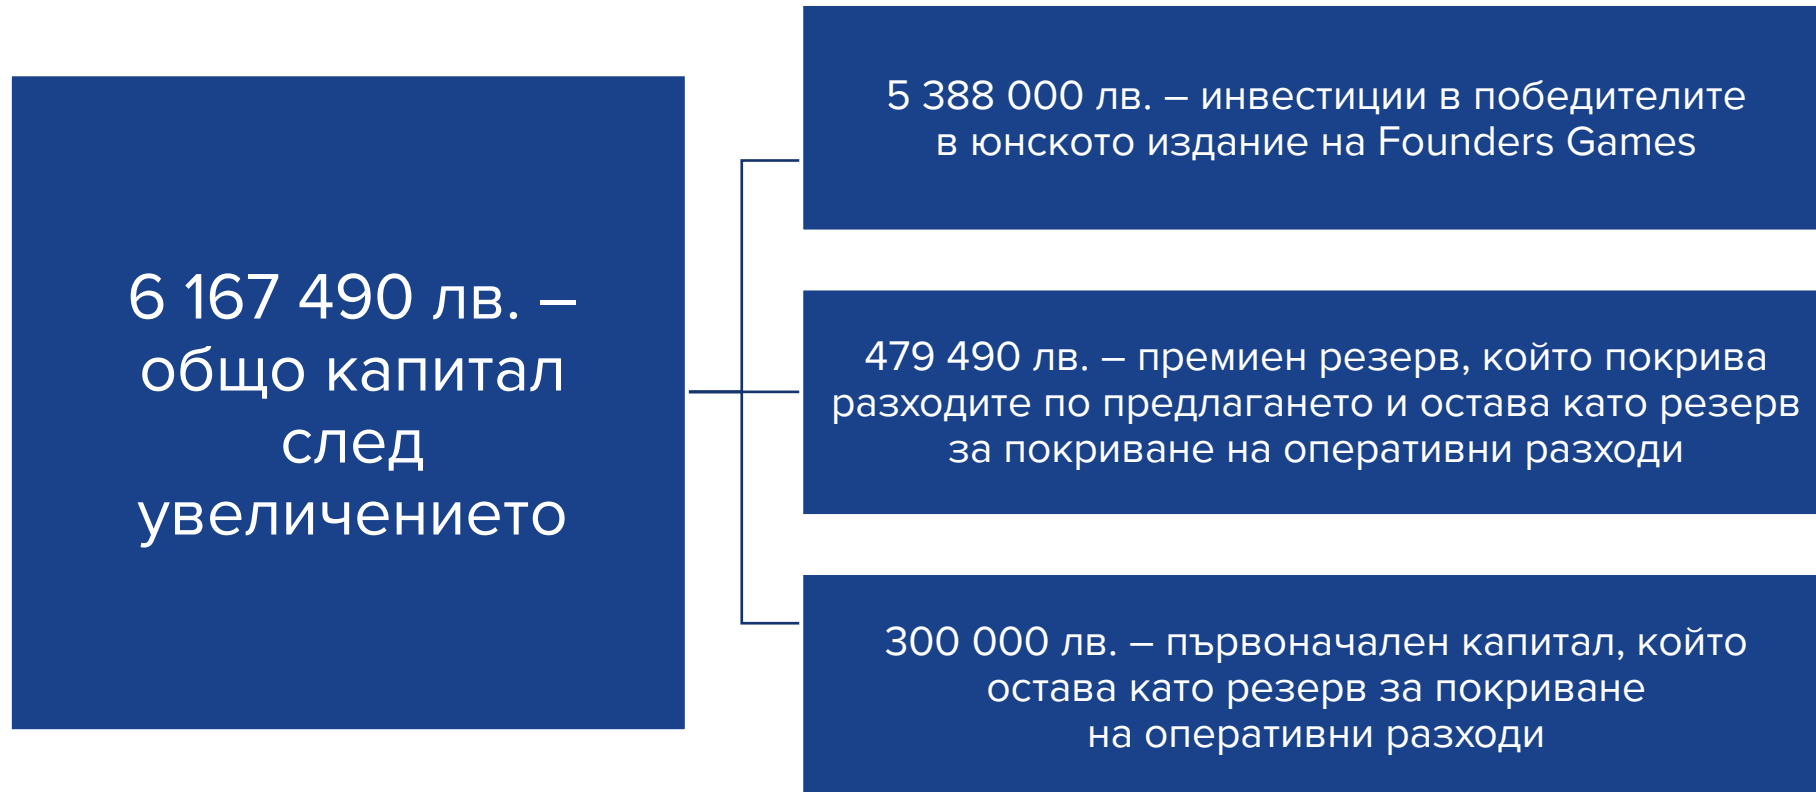 6 167 490 лв. –
общо капитал
след
увеличението
5 388 000 лв. – инвестиции в победителите
в юнското издание на Founders Games
479 490 лв. – премиен резерв, който покрива
разходите по предлагането и остава като резерв
за покриване на оперативни разходи
300 000 лв. – първоначален капитал, който
остава като резерв за покриване
на оперативни разходи